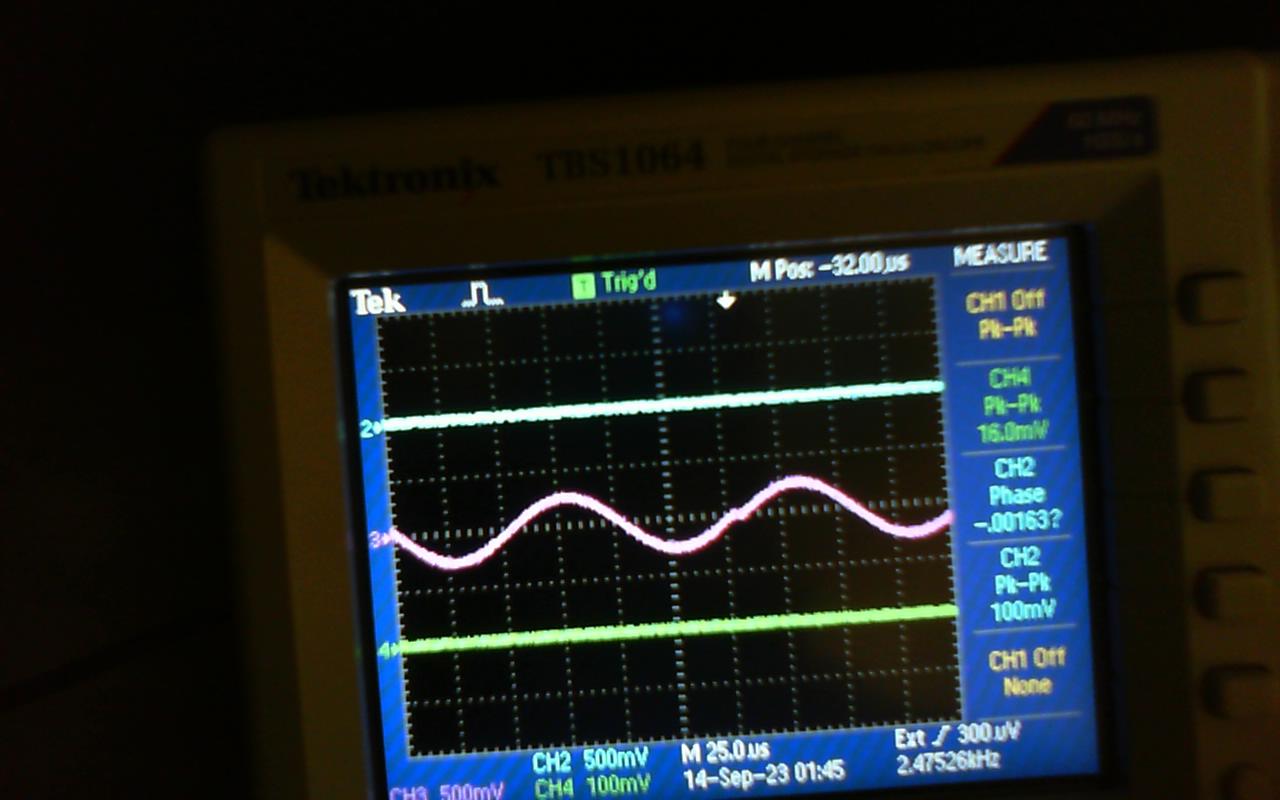 Tektronix TBS1064
Tek Trig'd M Pos: -32.00µs MEASURE
CH1 Off
Pk-Pk
CH4
Pk-Pk
16.0mV
CH2
Phase
-.00163?
CH2
Pk-Pk
100mV
CH1 Off
None
2
3
4
CH2 500mV M 25.0µs Ext 300µV
CH3 500mV CH4 100mV 14-Sep-23 01:45 2.47526kHz